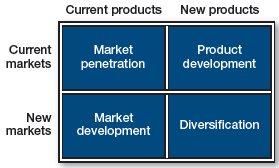 Current products New products
Current
markets
Market
penetration
Product
development
New
markets
Market
development
Diversification